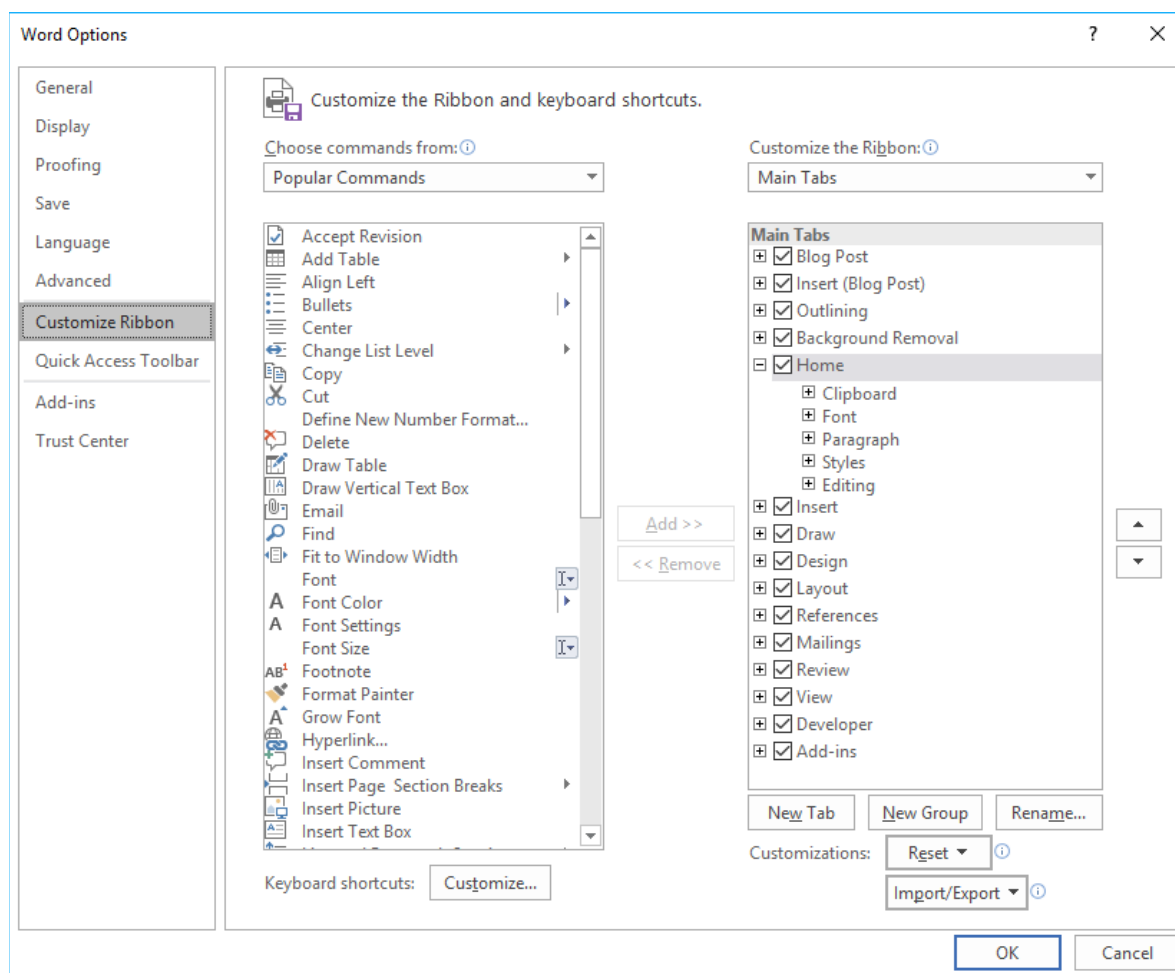 Word Options
?
General
Display
Proofing
Save
Language
Advanced
Customize Ribbon
Quick Access Toolbar
Add-ins
Trust Center
Customize the Ribbon and keyboard shortcuts.
Choose commands from:
Popular Commands
Accept Revision
Add Table
Align Left
Bullets
Center
Change List Level
Copy
Cut
Define New Number Format...
Delete
Draw Table
Draw Vertical Text Box
Email
Find
Fit to Window Width
Font
Font Color
Font Settings
Font Size
Footnote
Format Painter
Grow Font
Hyperlink...
Insert Comment
Insert Page Section Breaks
Insert Picture
Insert Text Box
Keyboard shortcuts: Customize...
Add >>
<< Remove
Customize the Ribbon:
Main Tabs
Main Tabs
Blog Post
Insert (Blog Post)
Outlining
Background Removal
Home
Clipboard
Font
Paragraph
Styles
Editing
Insert
Draw
Design
Layout
References
Mailings
Review
View
Developer
Add-ins
New Tab New Group Rename...
Customizations: Reset
Import/Export
OK Cancel